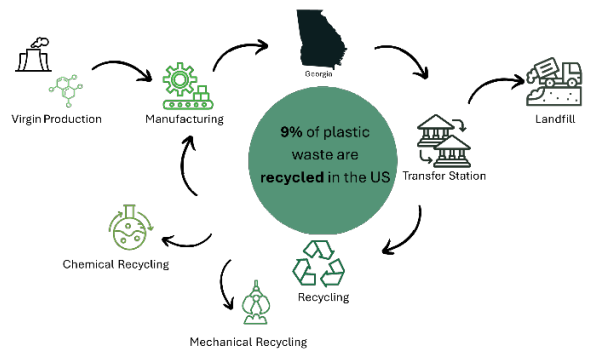 Georgia
Virgin Production
Manufacturing
9% of plastic
waste are
recycled in the US
Transfer Station
Landfill
Chemical Recycling
Recycling
Mechanical Recycling